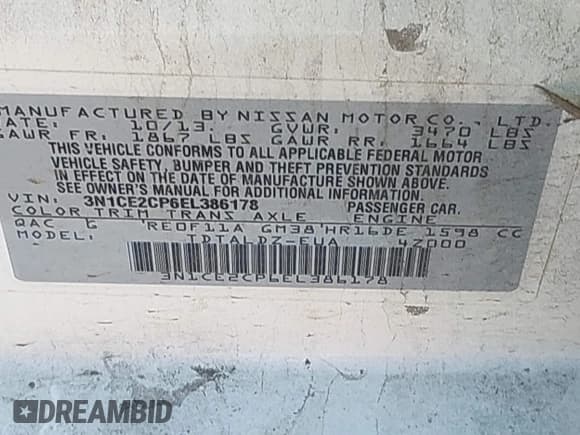 MANUFACTURED BY NISSAN MOTOR CO., LTD.
DATE: 10/13 GVWR: 3470 LBS
GAWR FR: 1867 LBS GAWR RR: 1664 LBS
THIS VEHICLE CONFORMS TO ALL APPLICABLE FEDERAL MOTOR
VEHICLE SAFETY, BUMPER AND THEFT PREVENTION STANDARDS
IN EFFECT ON THE DATE OF MANUFACTURE SHOWN ABOVE.
SEE OWNER'S MANUAL FOR ADDITIONAL INFORMATION.
VIN: 3N1CE2CP6EL386178 PASSENGER CAR.
COLOR TRIM TRANS AXLE ENGINE
QAC G RE0F11A GM38 HR16DE 1598 CC
TDTALDZ-EUA 4Z000
3N1CE2CP6EL386178
DREAMBID